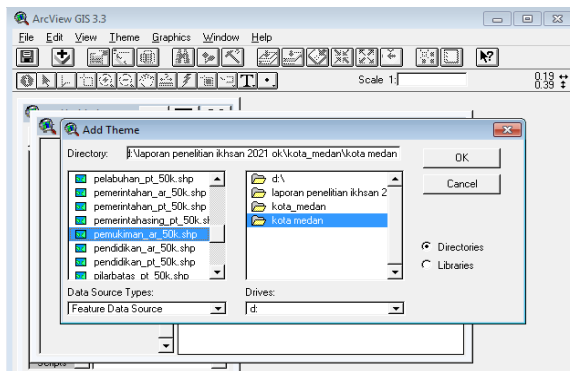 ArcView GIS 3.3
File Edit View Theme Graphics Window Help
Scale 1:
0.19
0.39
Add Theme
Directory: d:\laporan penelitian ikhsan 2021 ok\kota_medan\kota medan
OK
Cancel
pelabuhan_pt_50k.shp
pemerintahan_ar_50k.shp
pemerintahan_pt_50k.shp
pemerintahasing_pt_50k.sh
pemukiman_ar_50k.shp
pendidikan_ar_50k.shp
pendidikan_pt_50k.shp
pilarbatas_pt_50k.shp
d:\
laporan penelitian ikhsan 2
kota_medan
kota medan
Directories
Libraries
Data Source Types:
Feature Data Source
Drives:
d:
Scripts